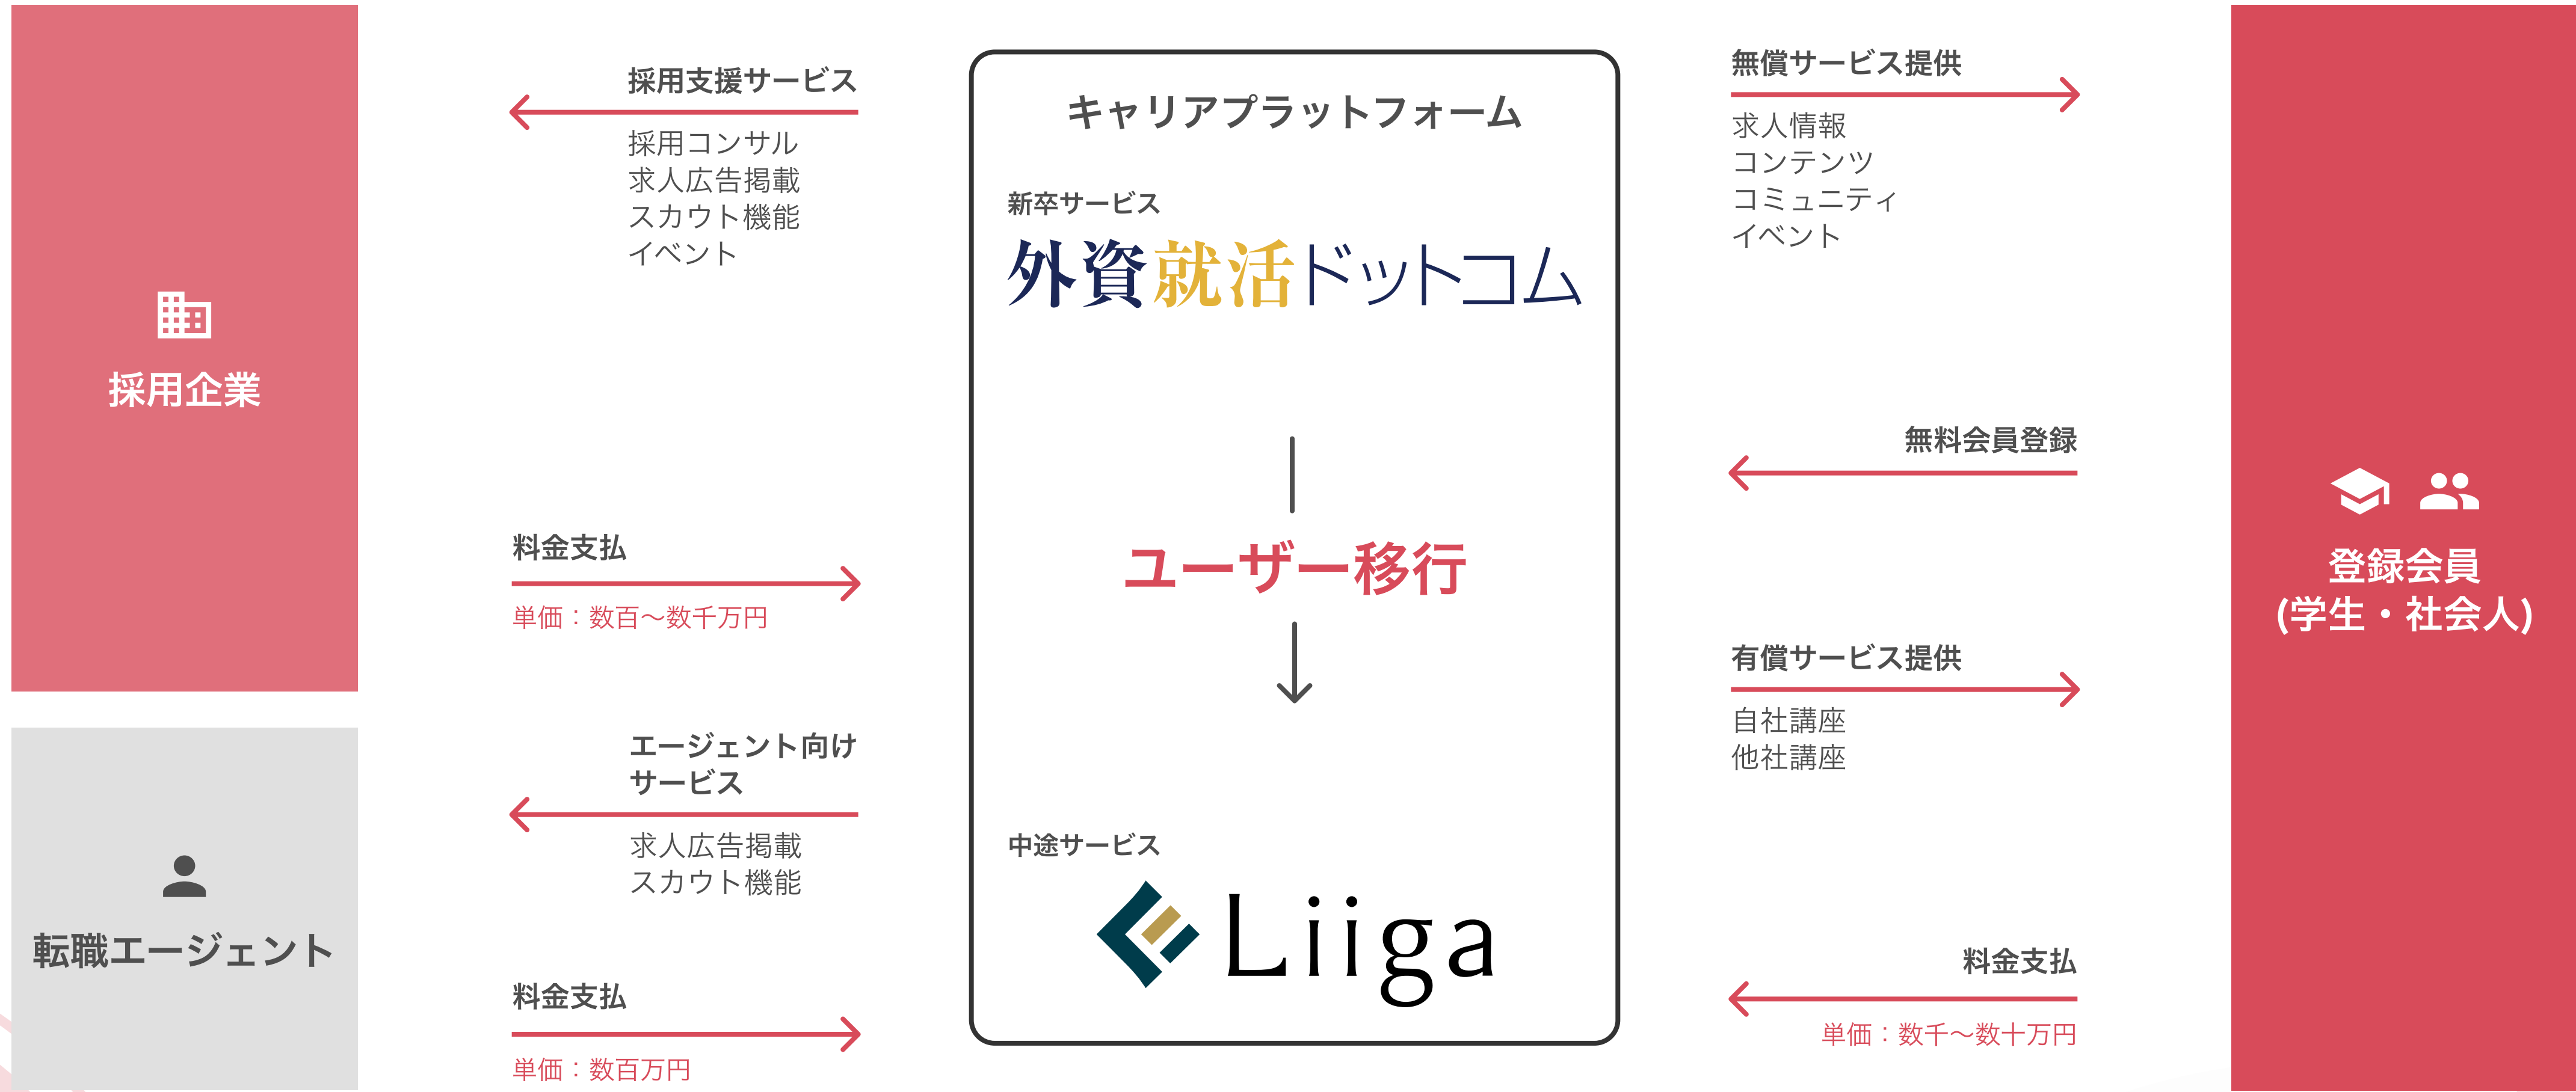 採用企業
転職エージェント
採用支援サービス
採用コンサル
求人広告掲載
スカウト機能
イベント
料金支払
単価：数百～数千万円
エージェント向け
サービス
求人広告掲載
スカウト機能
料金支払
単価：数百万円
キャリアプラットフォーム
新卒サービス
外資就活ドットコム
ユーザー移行
中途サービス
Liiga
無償サービス提供
求人情報
コンテンツ
コミュニティ
イベント
無料会員登録
有償サービス提供
自社講座
他社講座
料金支払
単価：数千～数十万円
登録会員
(学生・社会人)